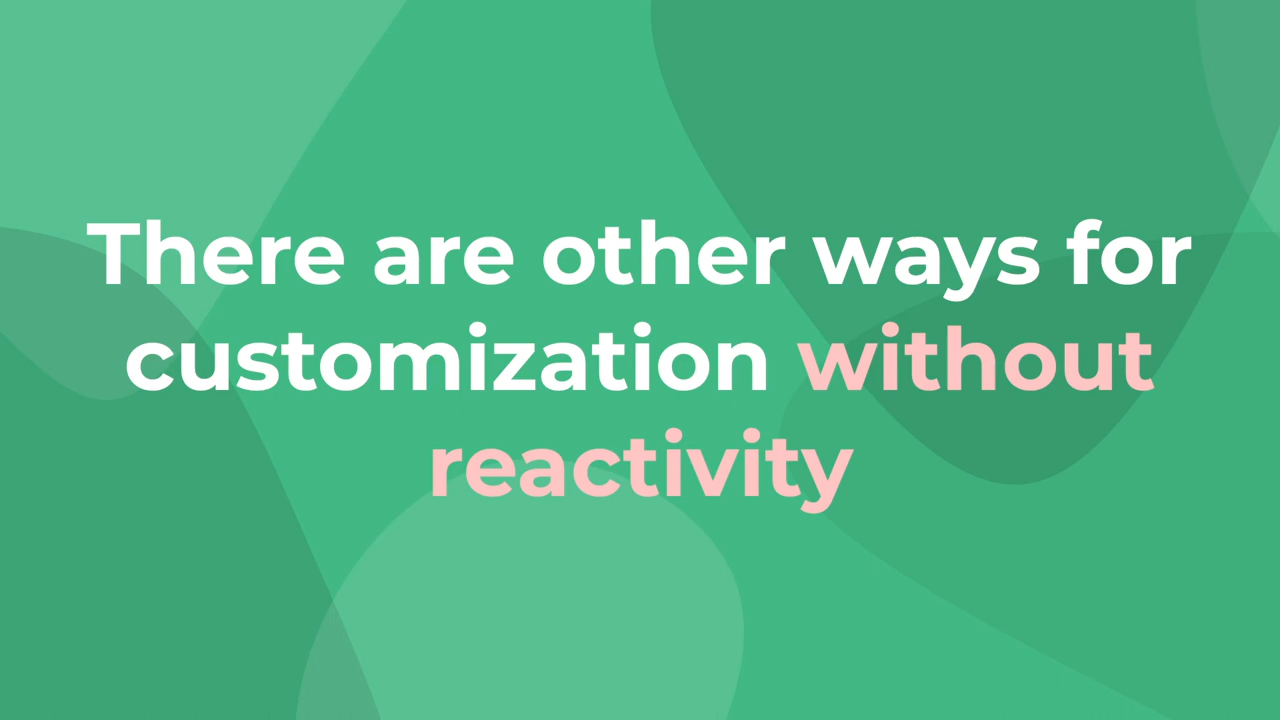 There are other ways for
customization without
reactivity